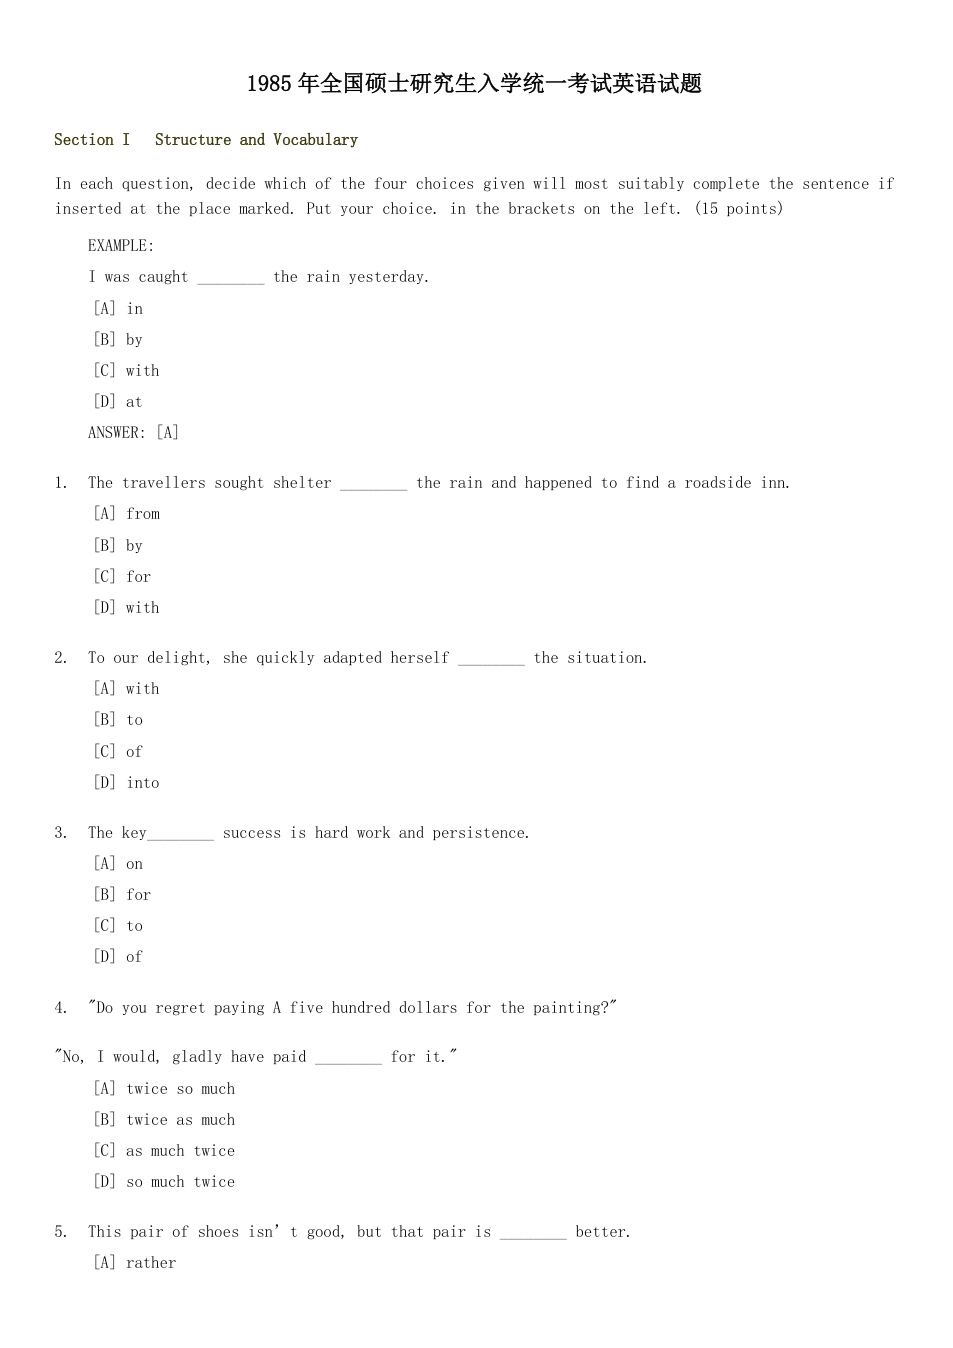 1985 年全国硕士研究生入学统一考试英语试题
Section I  Structure and Vocabulary
In each question, decide which of the four choices given will most suitably complete the sentence if
inserted at the place marked. Put your choice. in the brackets on the left. (15 points)
EXAMPLE:
I was caught ________ the rain yesterday.
[A] in
[B] by
[C] with
[D] at
ANSWER: [A]
1. The travellers sought shelter ________ the rain and happened to find a roadside inn.
[A] from
[B] by
[C] for
[D] with
2. To our delight, she quickly adapted herself ________ the situation.
[A] with
[B] to
[C] of
[D] into
3. The key________ success is hard work and persistence.
[A] on
[B] for
[C] to
[D] of
4. "Do you regret paying A five hundred dollars for the painting?"
"No, I would, gladly have paid ________ for it."
[A] twice so much
[B] twice as much
[C] as much twice
[D] so much twice
5. This pair of shoes isn’t good, but that pair is ________ better.
[A] rather